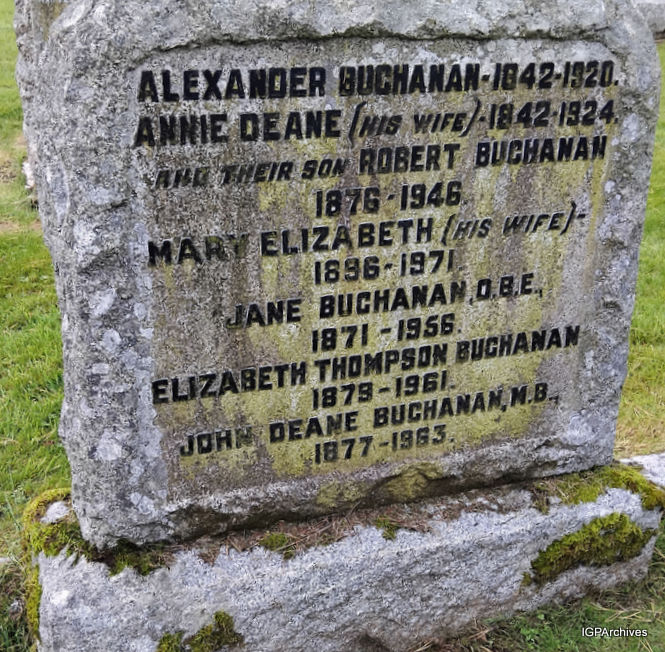 ALEXANDER BUCHANAN-1842-1920.
ANNIE DEANE (HIS WIFE)-1842-1924.
AND THEIR SON ROBERT BUCHANAN
1876-1946.
MARY ELIZABETH (HIS WIFE)-
1896-1971.
JANE BUCHANAN, O.B.E.,
1871-1956.
ELIZABETH THOMPSON BUCHANAN
1879-1961.
JOHN DEANE BUCHANAN, M.B.,
1877-1963.
IGPArchives